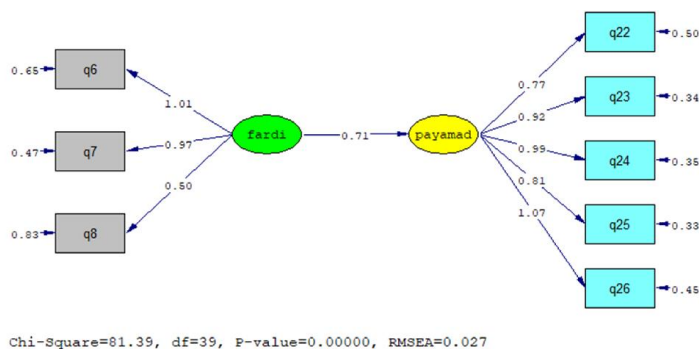 0.65 q6
0.47 q7
0.83 q8
1.01
0.97
0.50
fardi 0.71 payamad
0.77
0.92
0.99
0.81
1.07
q22 0.50
q23 0.34
q24 0.35
q25 0.33
q26 0.45
Chi-Square=81.39, df=39, P-value=0.00000, RMSEA=0.027